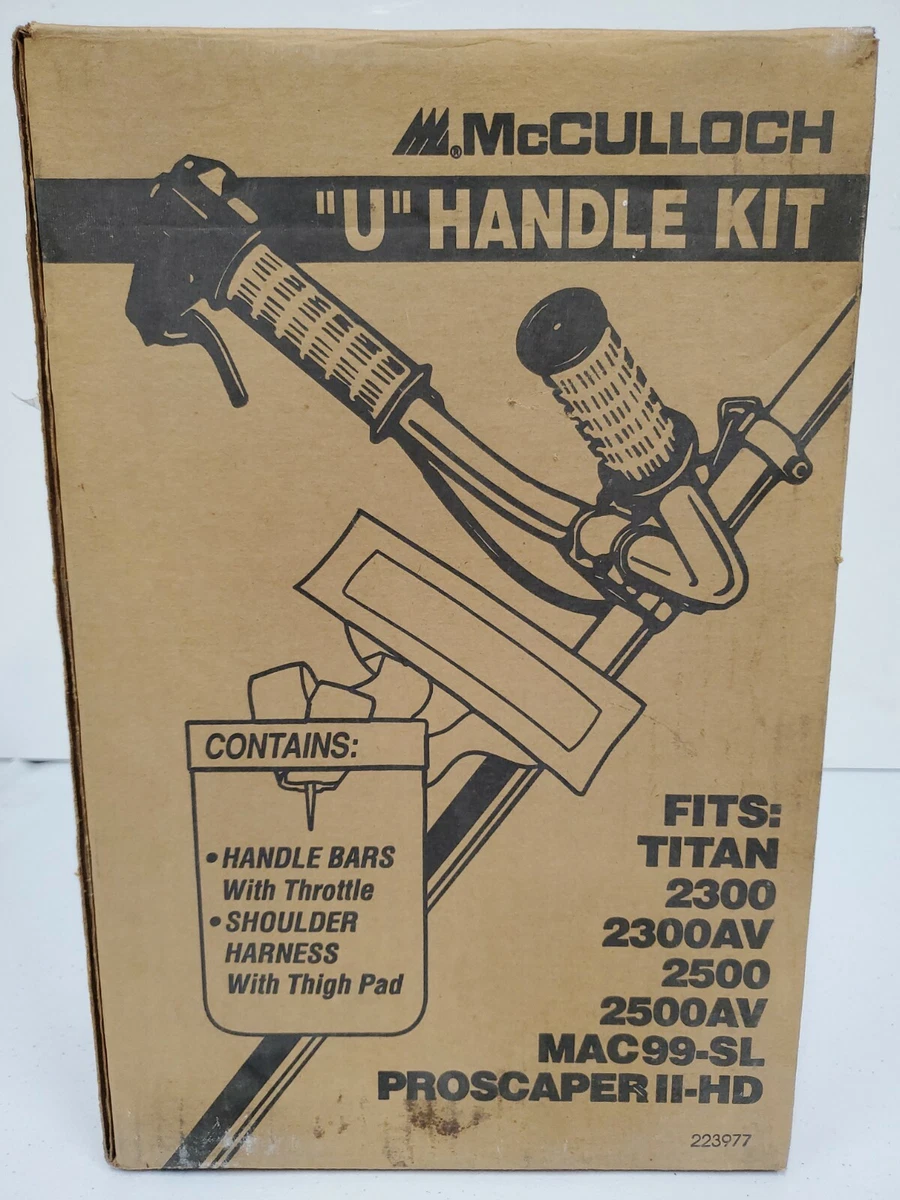 ® McCULLOCH
"U" HANDLE KIT
CONTAINS:
• HANDLE BARS
With Throttle
• SHOULDER
HARNESS
With Thigh Pad
FITS:
TITAN
2300
2300AV
2500
2500AV
MAC99-SL
PROSCAPER II-HD
223977